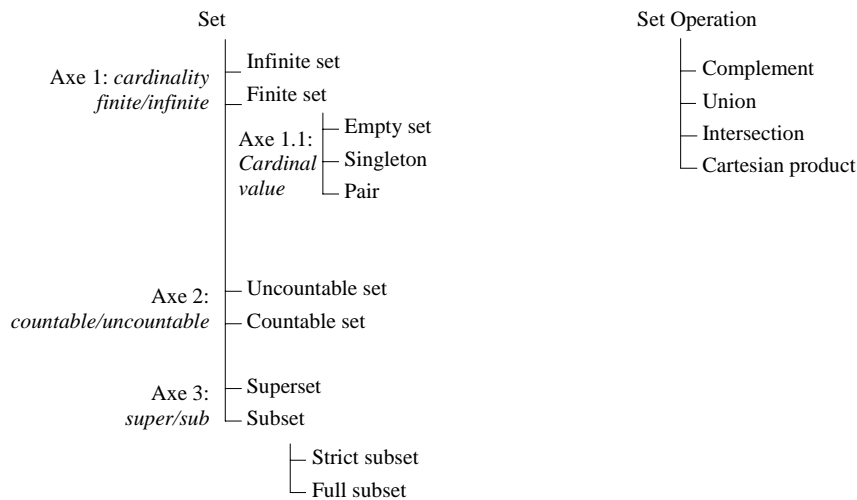 Set
Axe 1: cardinality
finite/infinite
Infinite set
Finite set
Axe 1.1:
Cardinal
value
Empty set
Singleton
Pair
Axe 2:
countable/uncountable
Uncountable set
Countable set
Axe 3:
super/sub
Superset
Subset
Strict subset
Full subset
Set Operation
Complement
Union
Intersection
Cartesian product